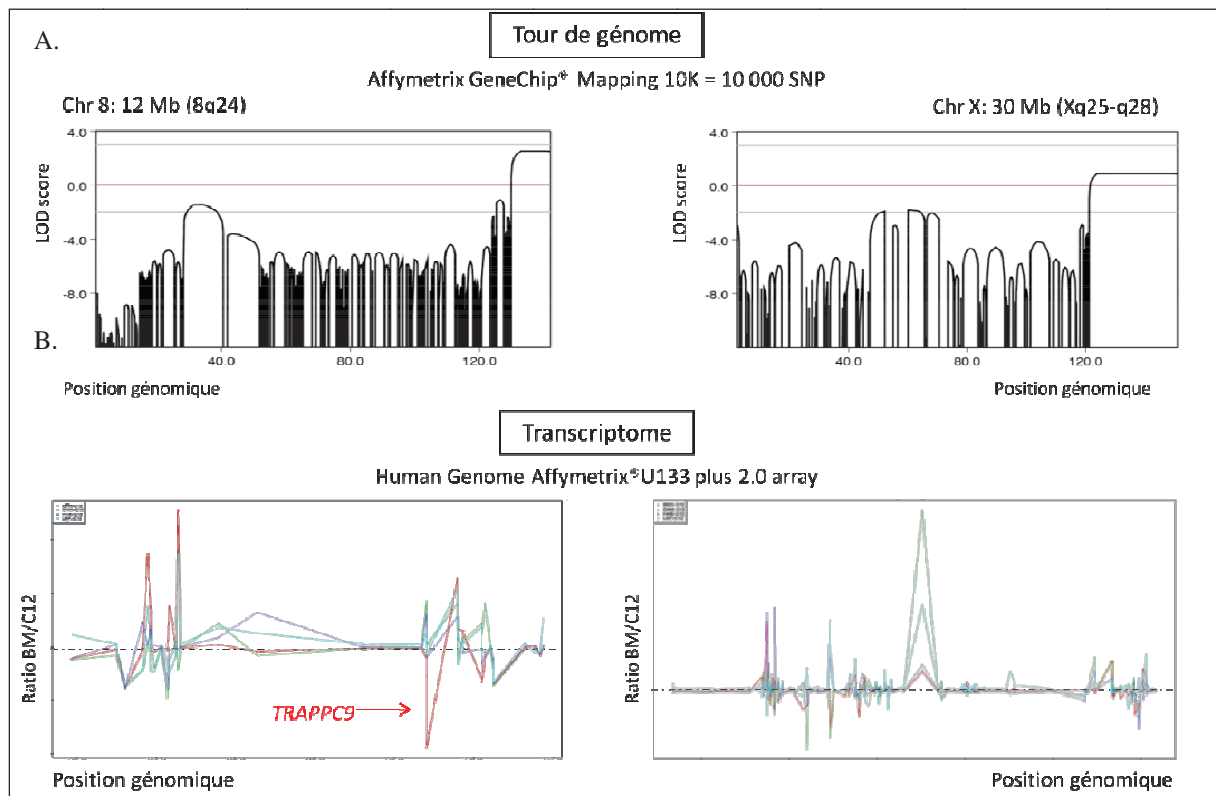 A.
Tour de génome
Affymetrix GeneChip® Mapping 10K = 10 000 SNP
Chr 8: 12 Mb (8q24)
Chr X: 30 Mb (Xq25-q28)
LOD score
4.0
0.0
-4.0
-8.0
40.0
80.0
120.0
Position génomique
LOD score
4.0
0.0
-4.0
-8.0
40.0
80.0
120.0
Position génomique
B.
Transcriptome
Human Genome Affymetrix®U133 plus 2.0 array
Ratio BM/C12
TRAPPC9
Position génomique
Ratio BM/C12
Position génomique